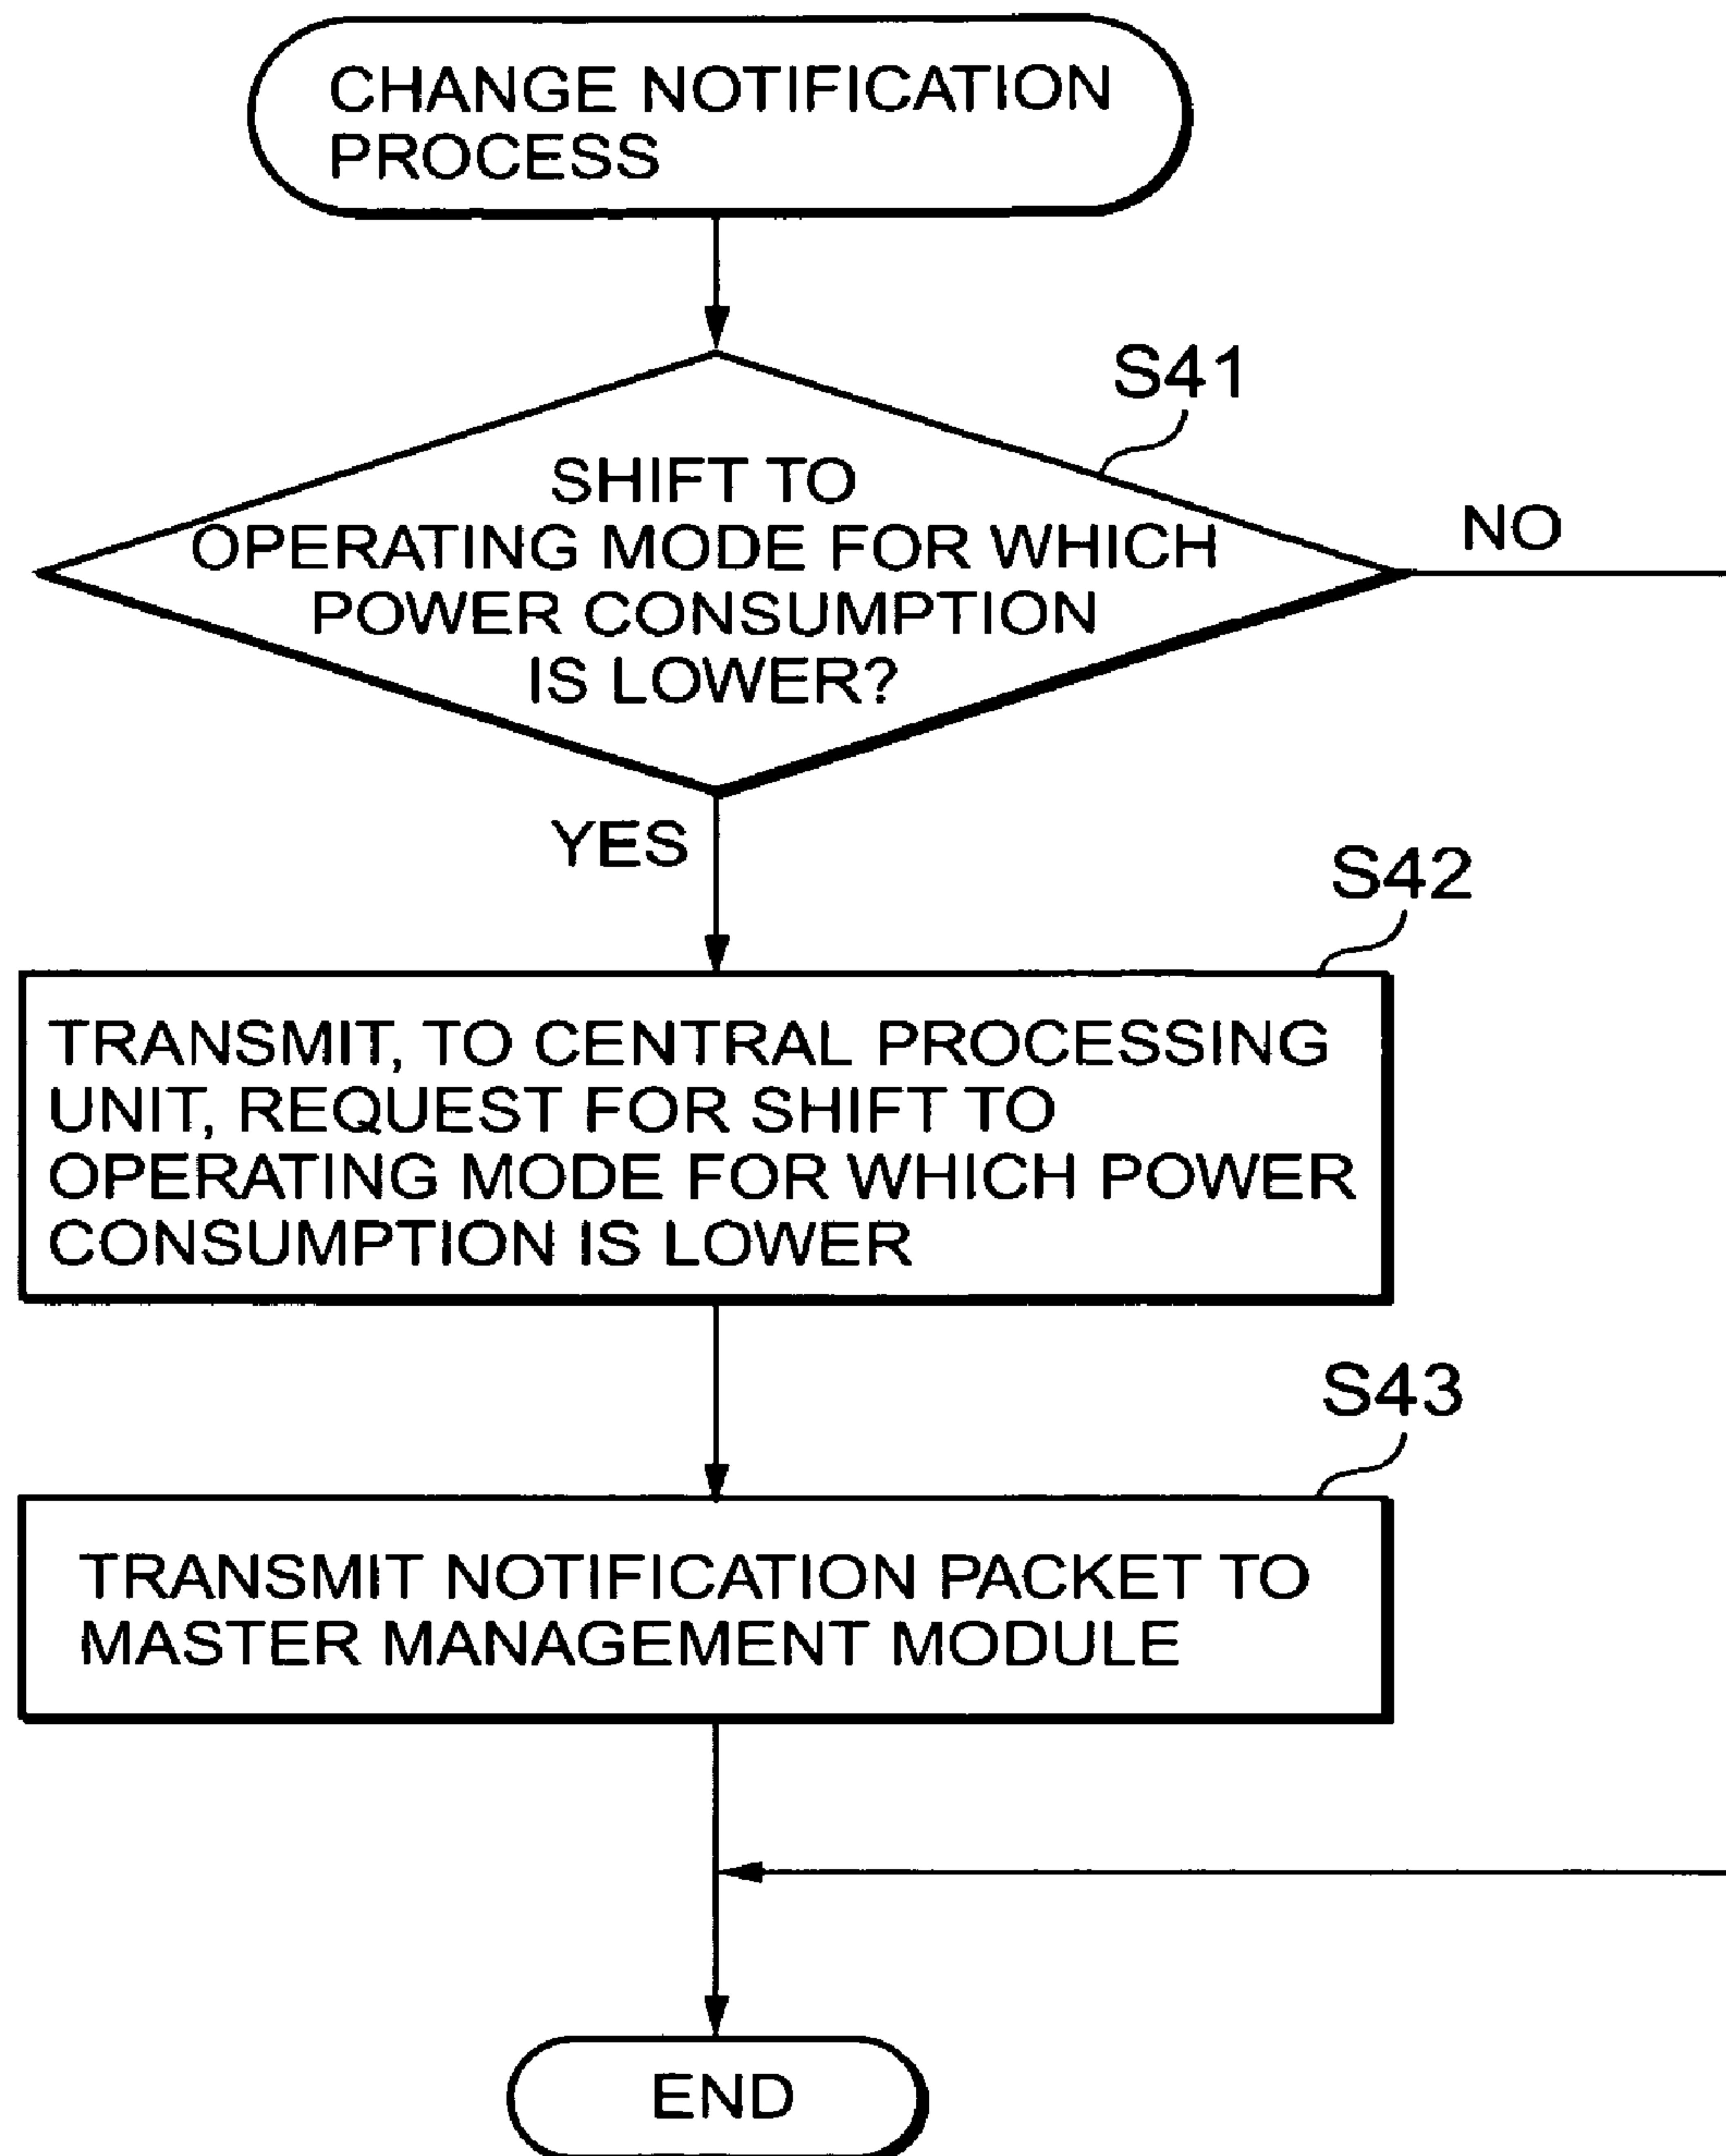 CHANGE NOTIFICATION
PROCESS
S41
SHIFT TO
OPERATING MODE FOR WHICH
POWER CONSUMPTION
IS LOWER?
NO
YES
S42
TRANSMIT, TO CENTRAL PROCESSING
UNIT, REQUEST FOR SHIFT TO
OPERATING MODE FOR WHICH POWER
CONSUMPTION IS LOWER
S43
TRANSMIT NOTIFICATION PACKET TO
MASTER MANAGEMENT MODULE
END